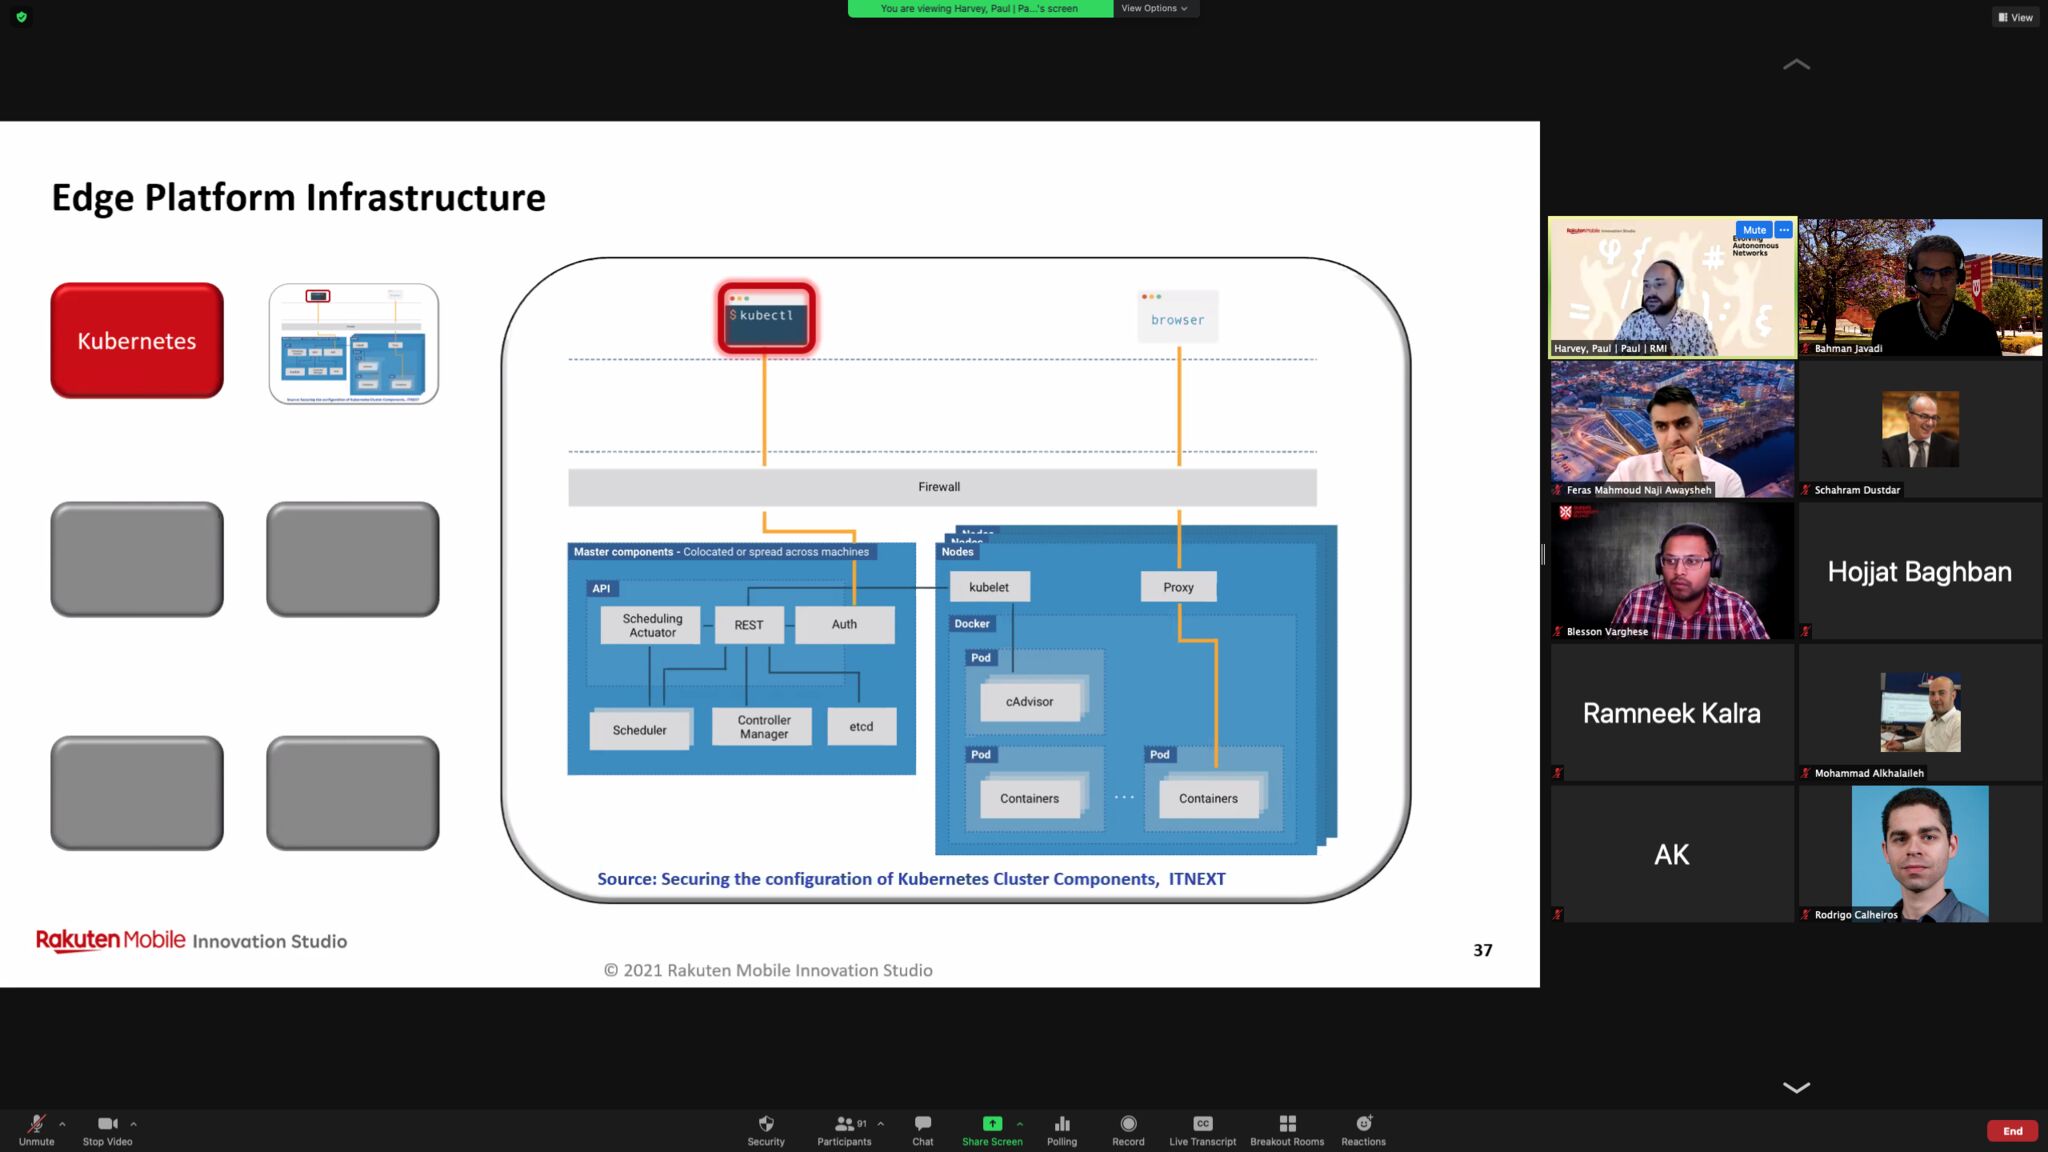 You are viewing Harvey, Paul | Pa...'s screen
View Options
View
Edge Platform Infrastructure
Kubernetes
$ kubectl
browser
Firewall
Master components - Colocated or spread across machines
API
Scheduling
Actuator
REST
Auth
Scheduler
Controller
Manager
etcd
Nodes
Nodes
Nodes
kubelet
Proxy
Docker
Pod
cAdvisor
Pod
Containers
...
Pod
Containers
Source: Securing the configuration of Kubernetes Cluster Components, ITNEXT
Rakuten Mobile Innovation Studio
37
© 2021 Rakuten Mobile Innovation Studio
Rakuten Mobile Innovation Studio
Mute
Evolving
Autonomous
Networks
Harvey, Paul | Paul | RMI
Bahman Javadi
Feras Mahmoud Naji Awaysheh
Schahram Dustdar
Blesson Varghese
Hojjat Baghban
Ramneek Kalra
Mohammad Alkhalaileh
AK
Rodrigo Calheiros
Unmute
Stop Video
Security
Participants
91
Chat
Share Screen
Polling
Record
CC
Live Transcript
Breakout Rooms
Reactions
End